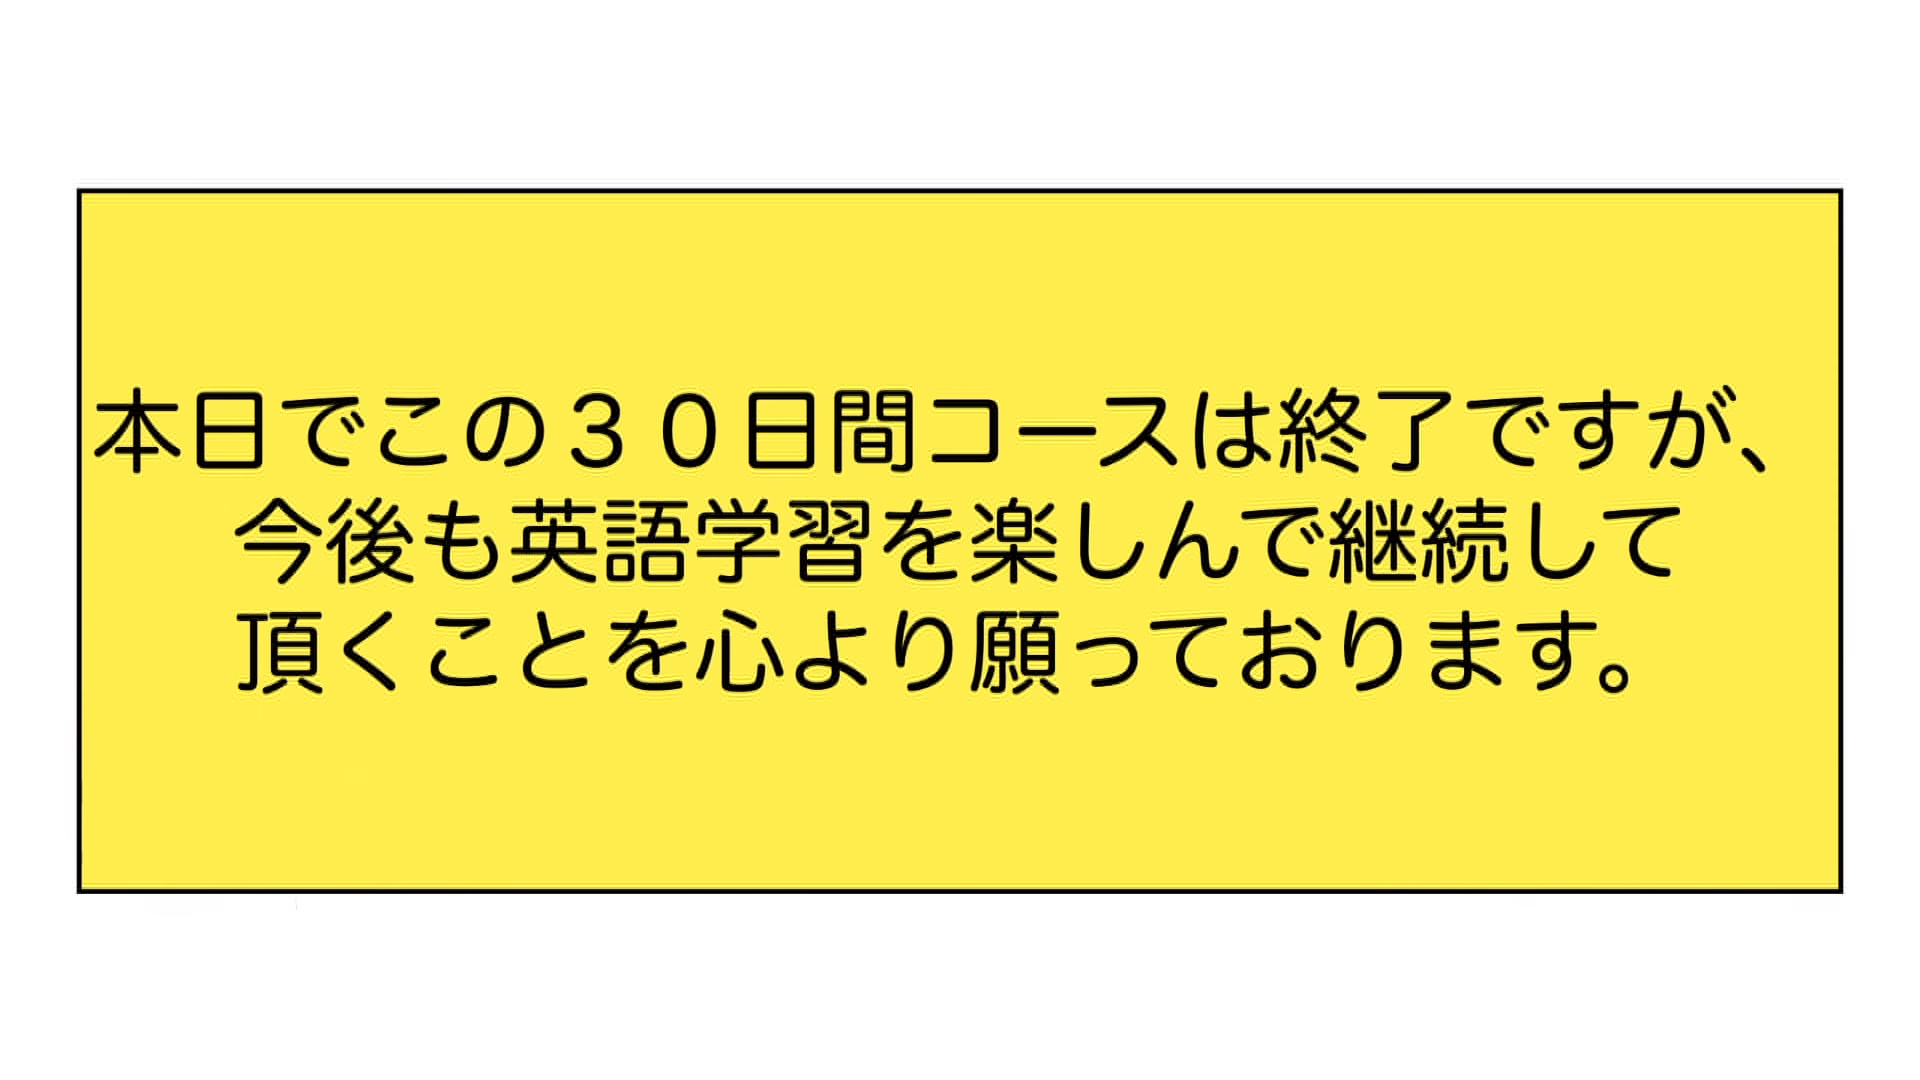 本日でこの３０日間コースは終了ですが、
今後も英語学習を楽しんで継続して
頂くことを心より願っております。